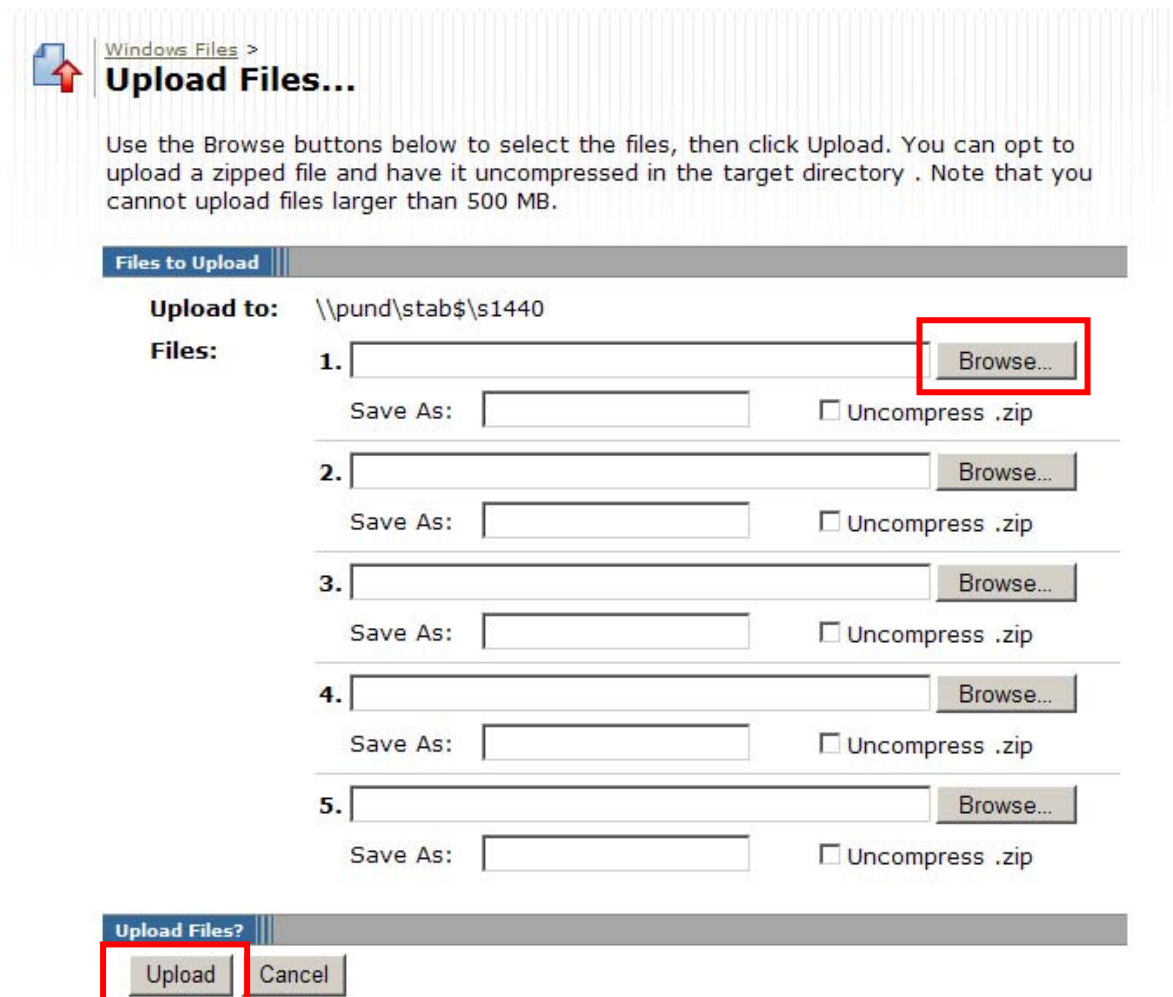 Windows Files >
Upload Files...
Use the Browse buttons below to select the files, then click Upload. You can opt to
upload a zipped file and have it uncompressed in the target directory . Note that you
cannot upload files larger than 500 MB.
Files to Upload
Upload to: \\pund\stab$\s1440
Files: 1. Browse...
Save As: Uncompress .zip
2. Browse...
Save As: Uncompress .zip
3. Browse...
Save As: Uncompress .zip
4. Browse...
Save As: Uncompress .zip
5. Browse...
Save As: Uncompress .zip
Upload Files?
Upload Cancel